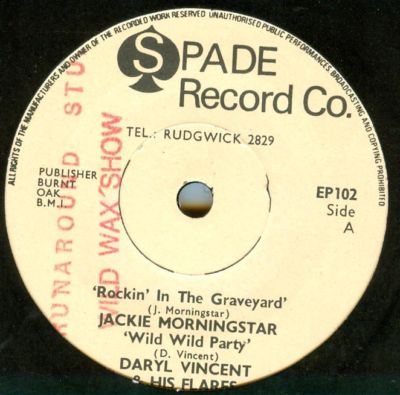 ALL RIGHTS OF THE MANUFACTURERS AND OWNER OF THE RECORDED WORK RESERVED UNAUTHORISED PUBLIC PERFORMANCES BROADCASTING AND COPYING PROHIBITED
SPADE
Record Co.
TEL.: RUDGWICK 2829
RUNAROUND STU
WILD WAX SHOW
PUBLISHER
BURNT
OAK
B.M.I.
EP102
Side
A
'Rockin' In The Graveyard'
(J. Morningstar)
JACKIE MORNINGSTAR
'Wild Wild Party'
(D. Vincent)
DARYL VINCENT
& HIS FLARES